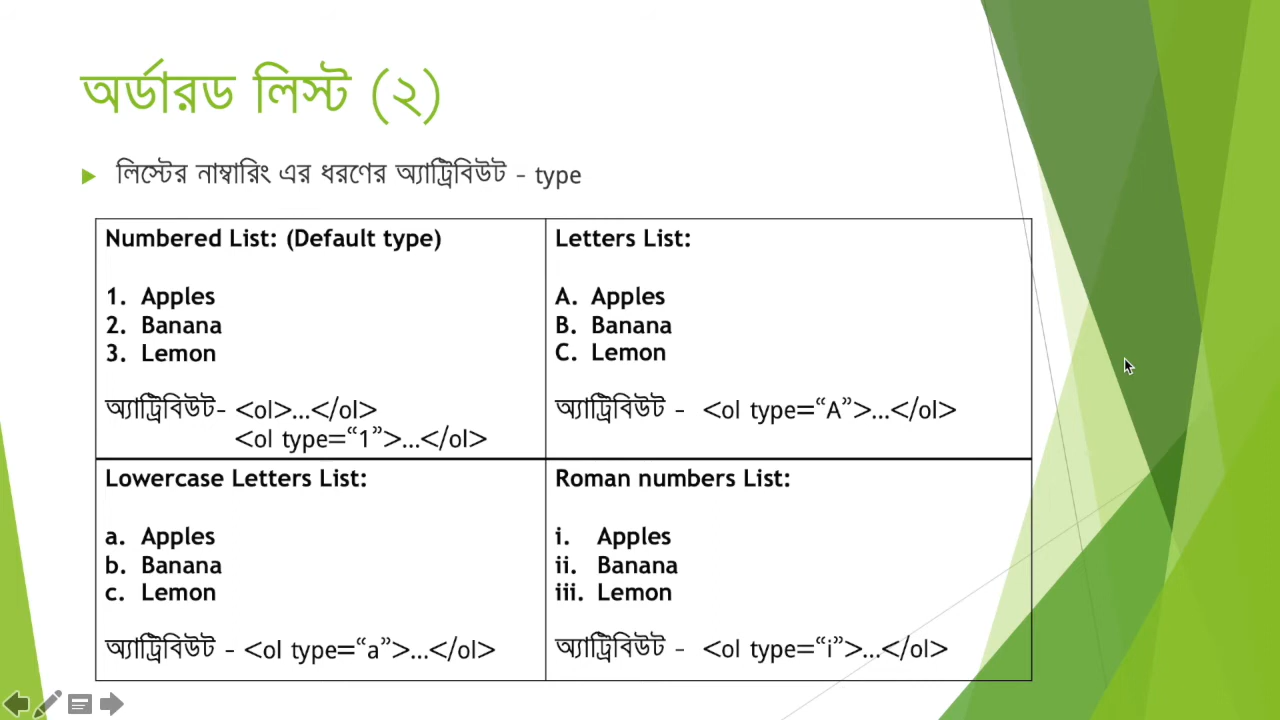 অর্ডারড লিস্ট (২)
লিস্টের নাম্বারিং এর ধরণের অ্যাট্রিবিউট - type
Numbered List: (Default type)
1. Apples
2. Banana
3. Lemon
অ্যাট্রিবিউট- <ol>...</ol>
<ol type=“1”>...</ol>
Letters List:
A. Apples
B. Banana
C. Lemon
অ্যাট্রিবিউট - <ol type=“A”>...</ol>
Lowercase Letters List:
a. Apples
b. Banana
c. Lemon
অ্যাট্রিবিউট - <ol type=“a”>...</ol>
Roman numbers List:
i. Apples
ii. Banana
iii. Lemon
অ্যাট্রিবিউট - <ol type=“i”>...</ol>